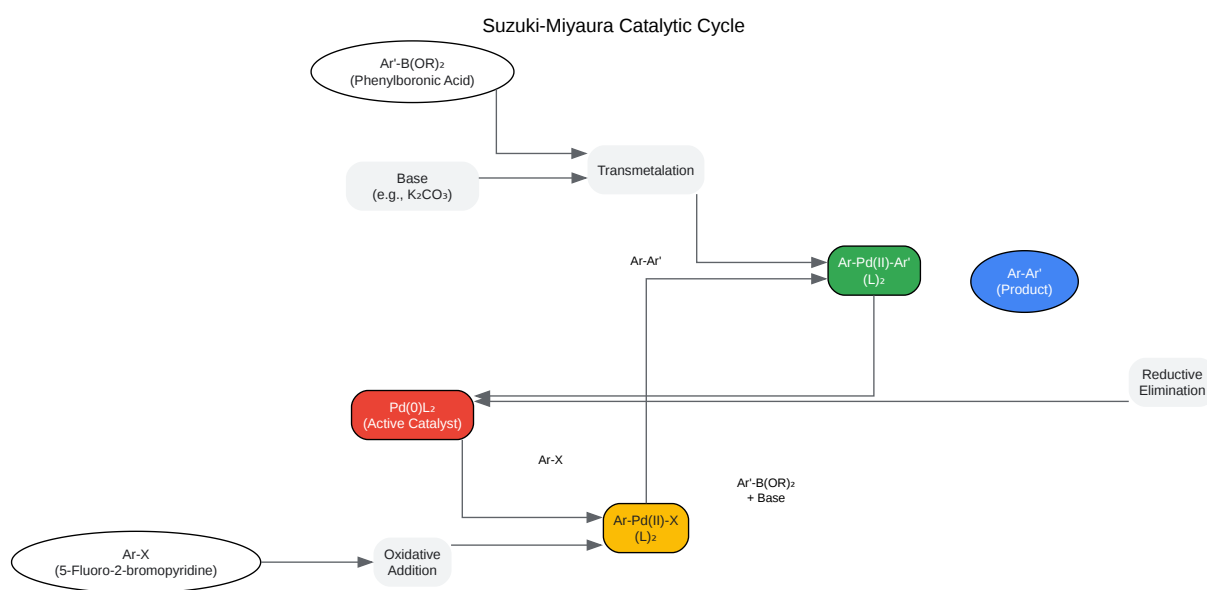 Suzuki-Miyaura Catalytic Cycle
Ar'-B(OR)₂
(Phenylboronic Acid)
Base
(e.g., K₂CO₃)
Transmetalation
Ar-Ar'
Ar-Pd(II)-Ar'
(L)₂
Ar-Ar'
(Product)
Reductive
Elimination
Pd(0)L₂
(Active Catalyst)
Ar-X
Ar'-B(OR)₂
+ Base
Ar-Pd(II)-X
(L)₂
Ar-X
(5-Fluoro-2-bromopyridine)
Oxidative
Addition